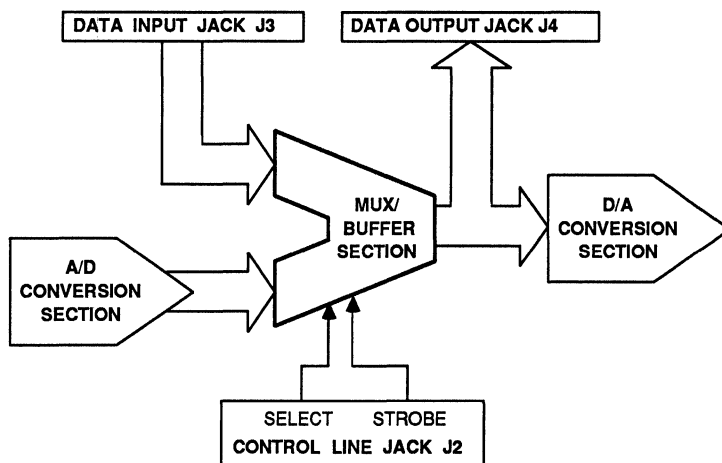 DATA INPUT JACK J3
DATA OUTPUT JACK J4
MUX/
BUFFER
SECTION
D/A
CONVERSION
SECTION
A/D
CONVERSION
SECTION
SELECT STROBE
CONTROL LINE JACK J2